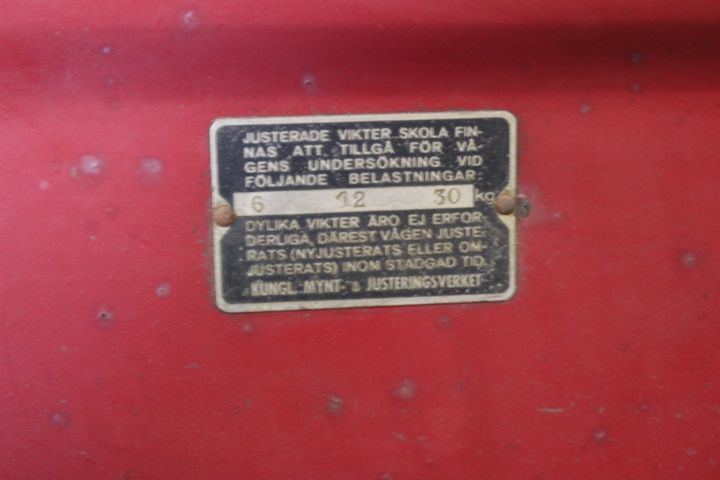 JUSTERADE VIKTER SKOLA FIN-
NAS ATT TILLGÅ FÖR VÅ-
GENS UNDERSÖKNING VID
FÖLJANDE BELASTNINGAR:
6 12 30 kg
DYLIKA VIKTER ÄRO EJ ERFOR-
DERLIGA, DÄREST VÅGEN JUSTE-
RATS (NYJUSTERATS ELLER OM-
JUSTERATS) INOM STADGAD TID.
KUNGL. MYNT- & JUSTERINGSVERKET